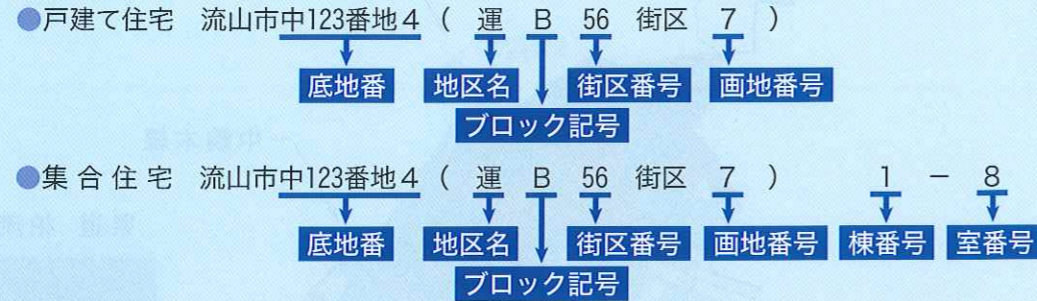 ●戸建て住宅 流山市中123番地4 ( 運 B 56 街区 7 )
底地番 地区名 街区番号 画地番号
ブロック記号
●集合住宅 流山市中123番地4 ( 運 B 56 街区 7 ) 1 － 8
底地番 地区名 街区番号 画地番号 棟番号 室番号
ブロック記号